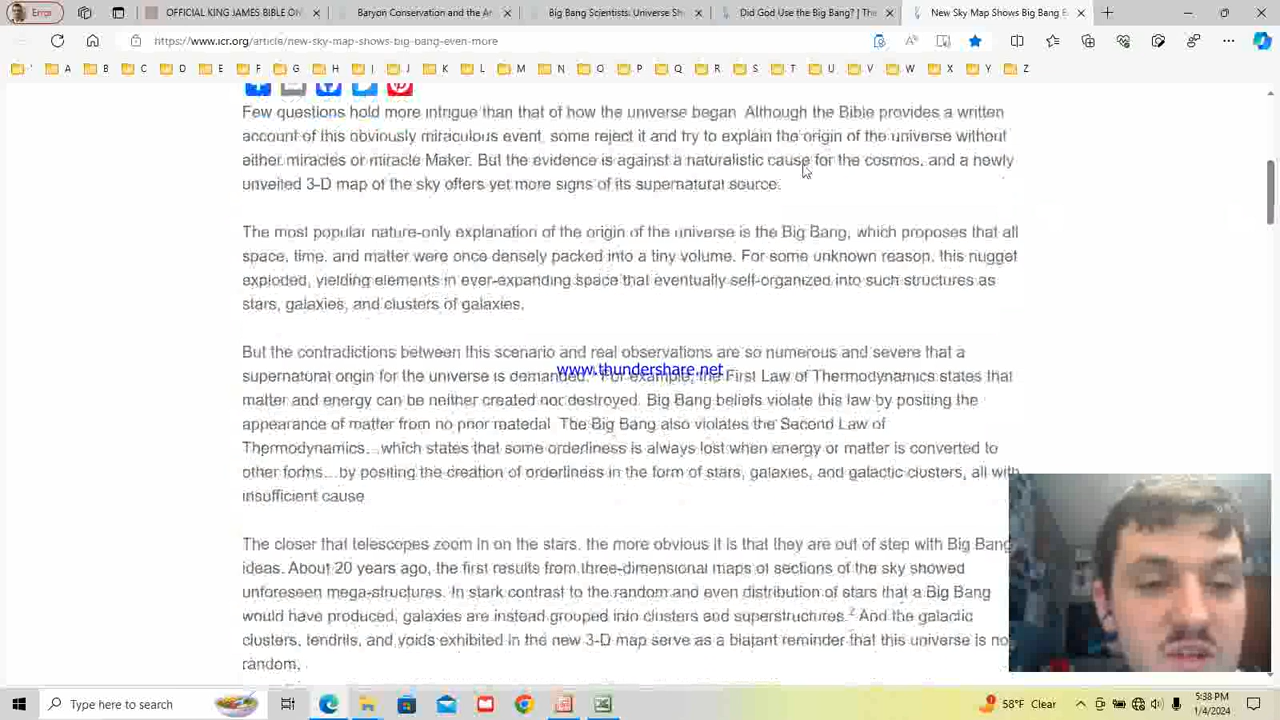 Error
OFFICIAL KING JAMES BIBLE ON
Baryon Conservation and the An
Big Bang Scientists: Universe Sh
Did God Use the Big Bang? | The
New Sky Map Shows Big Bang E
https://www.icr.org/article/new-sky-map-shows-big-bang-even-more
A B C D E F G H I J K L M N O P Q R S T U V W X Y Z
Few questions hold more intrigue than that of how the universe began. Although the Bible provides a written
account of this obviously miraculous event, some reject it and try to explain the origin of the universe without
either miracles or miracle Maker. But the evidence is against a naturalistic cause for the cosmos, and a newly
unveiled 3-D map of the sky offers yet more signs of its supernatural source.
The most popular nature-only explanation of the origin of the universe is the Big Bang, which proposes that all
space, time, and matter were once densely packed into a tiny volume. For some unknown reason, this nugget
exploded, yielding elements in ever-expanding space that eventually self-organized into such structures as
stars, galaxies, and clusters of galaxies.
But the contradictions between this scenario and real observations are so numerous and severe that a
www.thundershare.net
supernatural origin for the universe is demanded. For example, the First Law of Thermodynamics states that
matter and energy can be neither created nor destroyed. Big Bang beliefs violate this law by positing the
appearance of matter from no prior material. The Big Bang also violates the Second Law of
Thermodynamics...which states that some orderliness is always lost when energy or matter is converted to
other forms...by positing the creation of orderliness in the form of stars, galaxies, and galactic clusters, all with
insufficient cause
The closer that telescopes zoom in on the stars, the more obvious it is that they are out of step with Big Bang
ideas. About 20 years ago, the first results from three-dimensional maps of sections of the sky showed
unforeseen mega-structures. In stark contrast to the random and even distribution of stars that a Big Bang
would have produced, galaxies are instead grouped into clusters and superstructures.2 And the galactic
clusters, tendrils, and voids exhibited in the new 3-D map serve as a blatant reminder that this universe is no
random,
Type here to search
58°F Clear
5:38 PM
1/4/2024